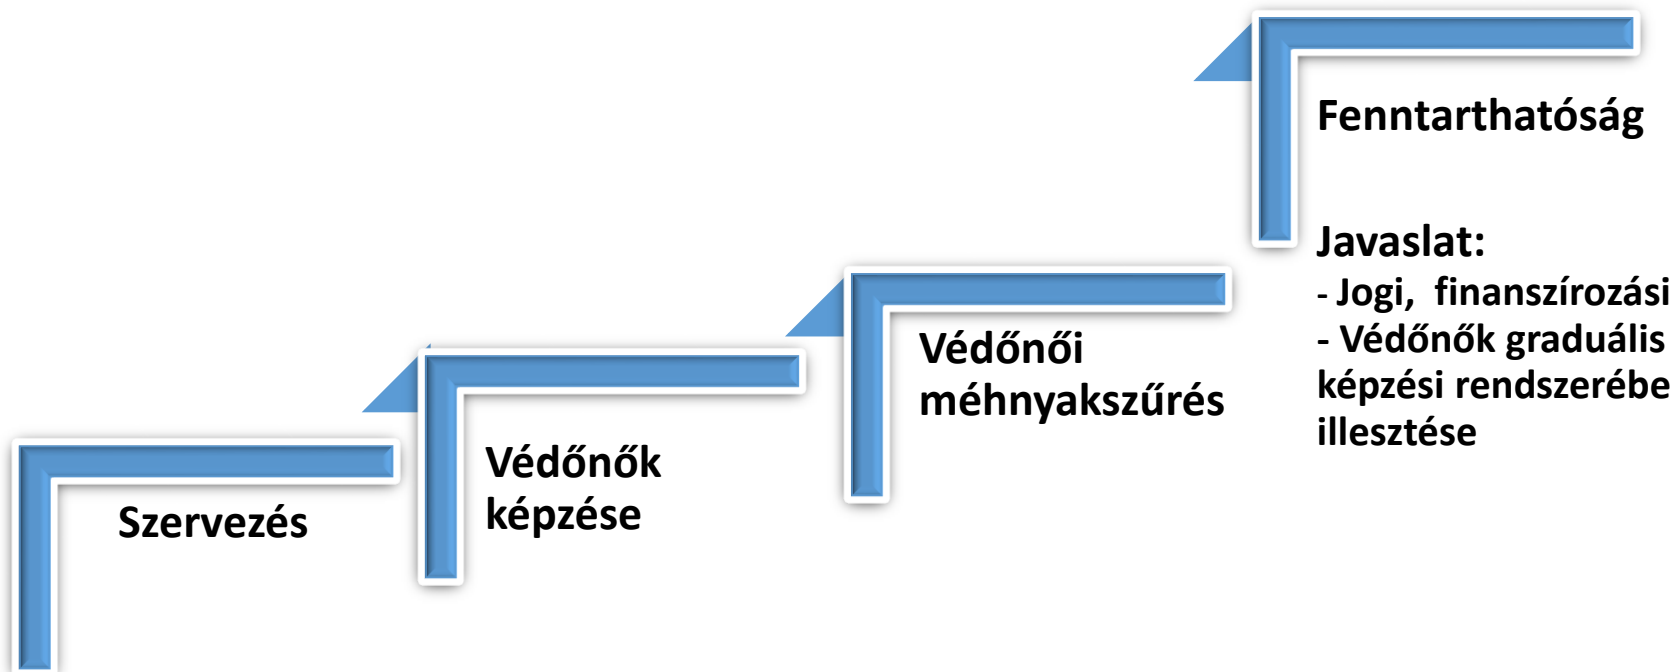 Szervezés
Védőnők
képzése
Védőnői
méhnyakszűrés
Fenntarthatóság
Javaslat:
- Jogi, finanszírozási
- Védőnők graduális
képzési rendszerébe
illesztése